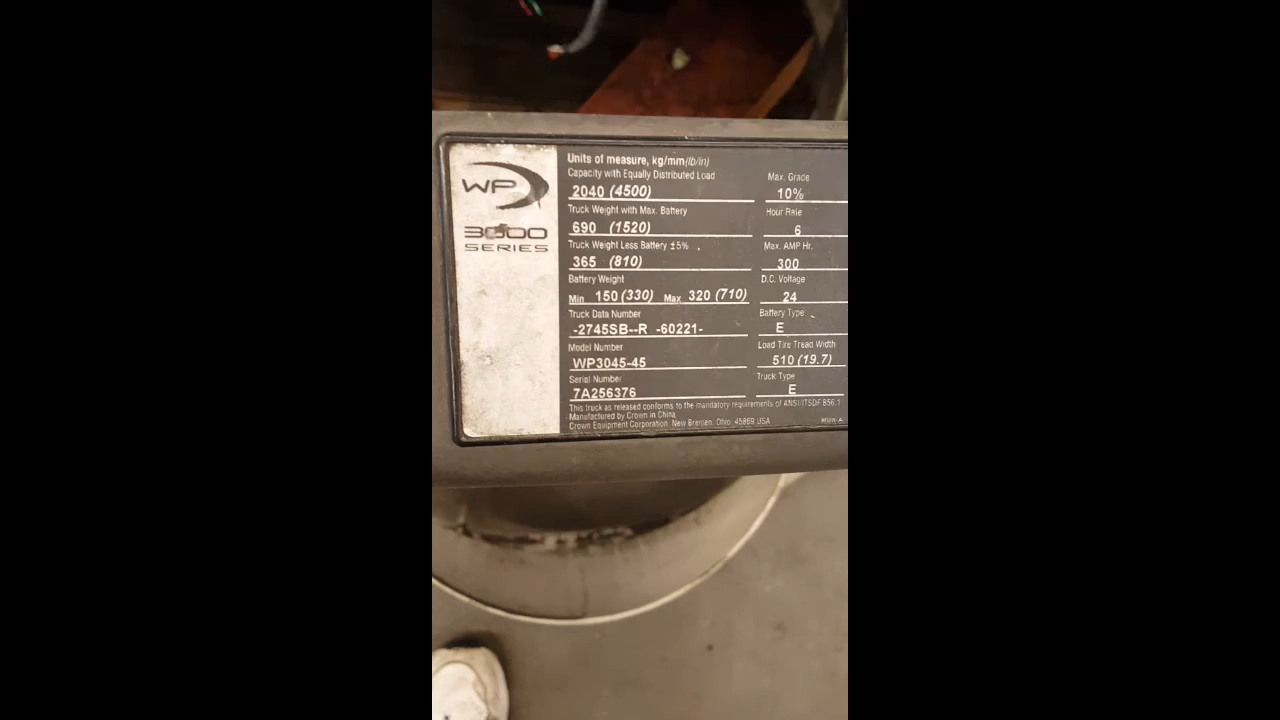 WP
3000
SERIES
Units of measure, kg/mm(lb/in)
Capacity with Equally Distributed Load
2040 (4500)
Truck Weight with Max. Battery
690 (1520)
Truck Weight Less Battery ±5%
365 (810)
Battery Weight
Min 150 (330) Max 320 (710)
Truck Data Number
-2745SB--R -60221-
Model Number
WP3045-45
Serial Number
7A256376
Max. Grade
10%
Hour Rate
6
Max. AMP Hr.
300
D.C. Voltage
24
Battery Type
E
Load Tire Tread Width
510 (19.7)
Truck Type
E
This truck as released conforms to the mandatory requirements of ANSI/ITSDF B56.1
Manufactured by Crown in China
Crown Equipment Corporation, New Bremen, Ohio, 45869 USA